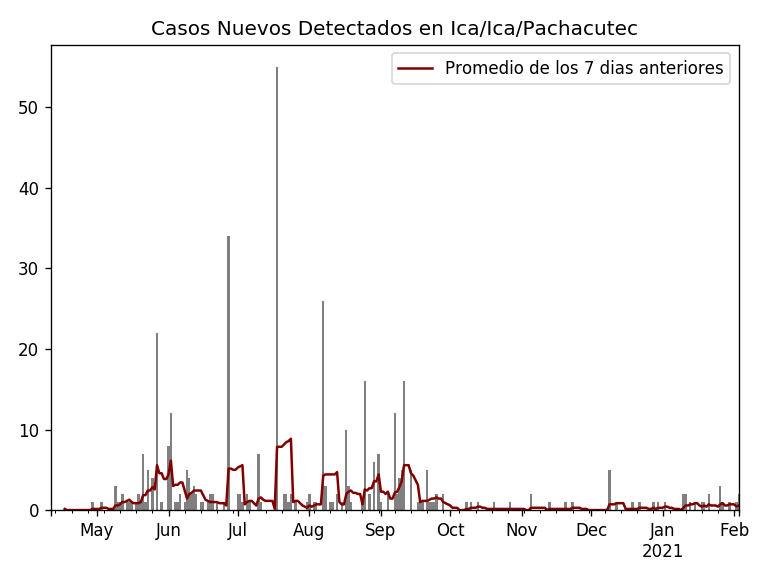 Casos Nuevos Detectados en Ica/Ica/Pachacutec
Promedio de los 7 dias anteriores
50
40
30
20
10
0
May Jun Jul Aug Sep Oct Nov Dec Jan Feb
2021